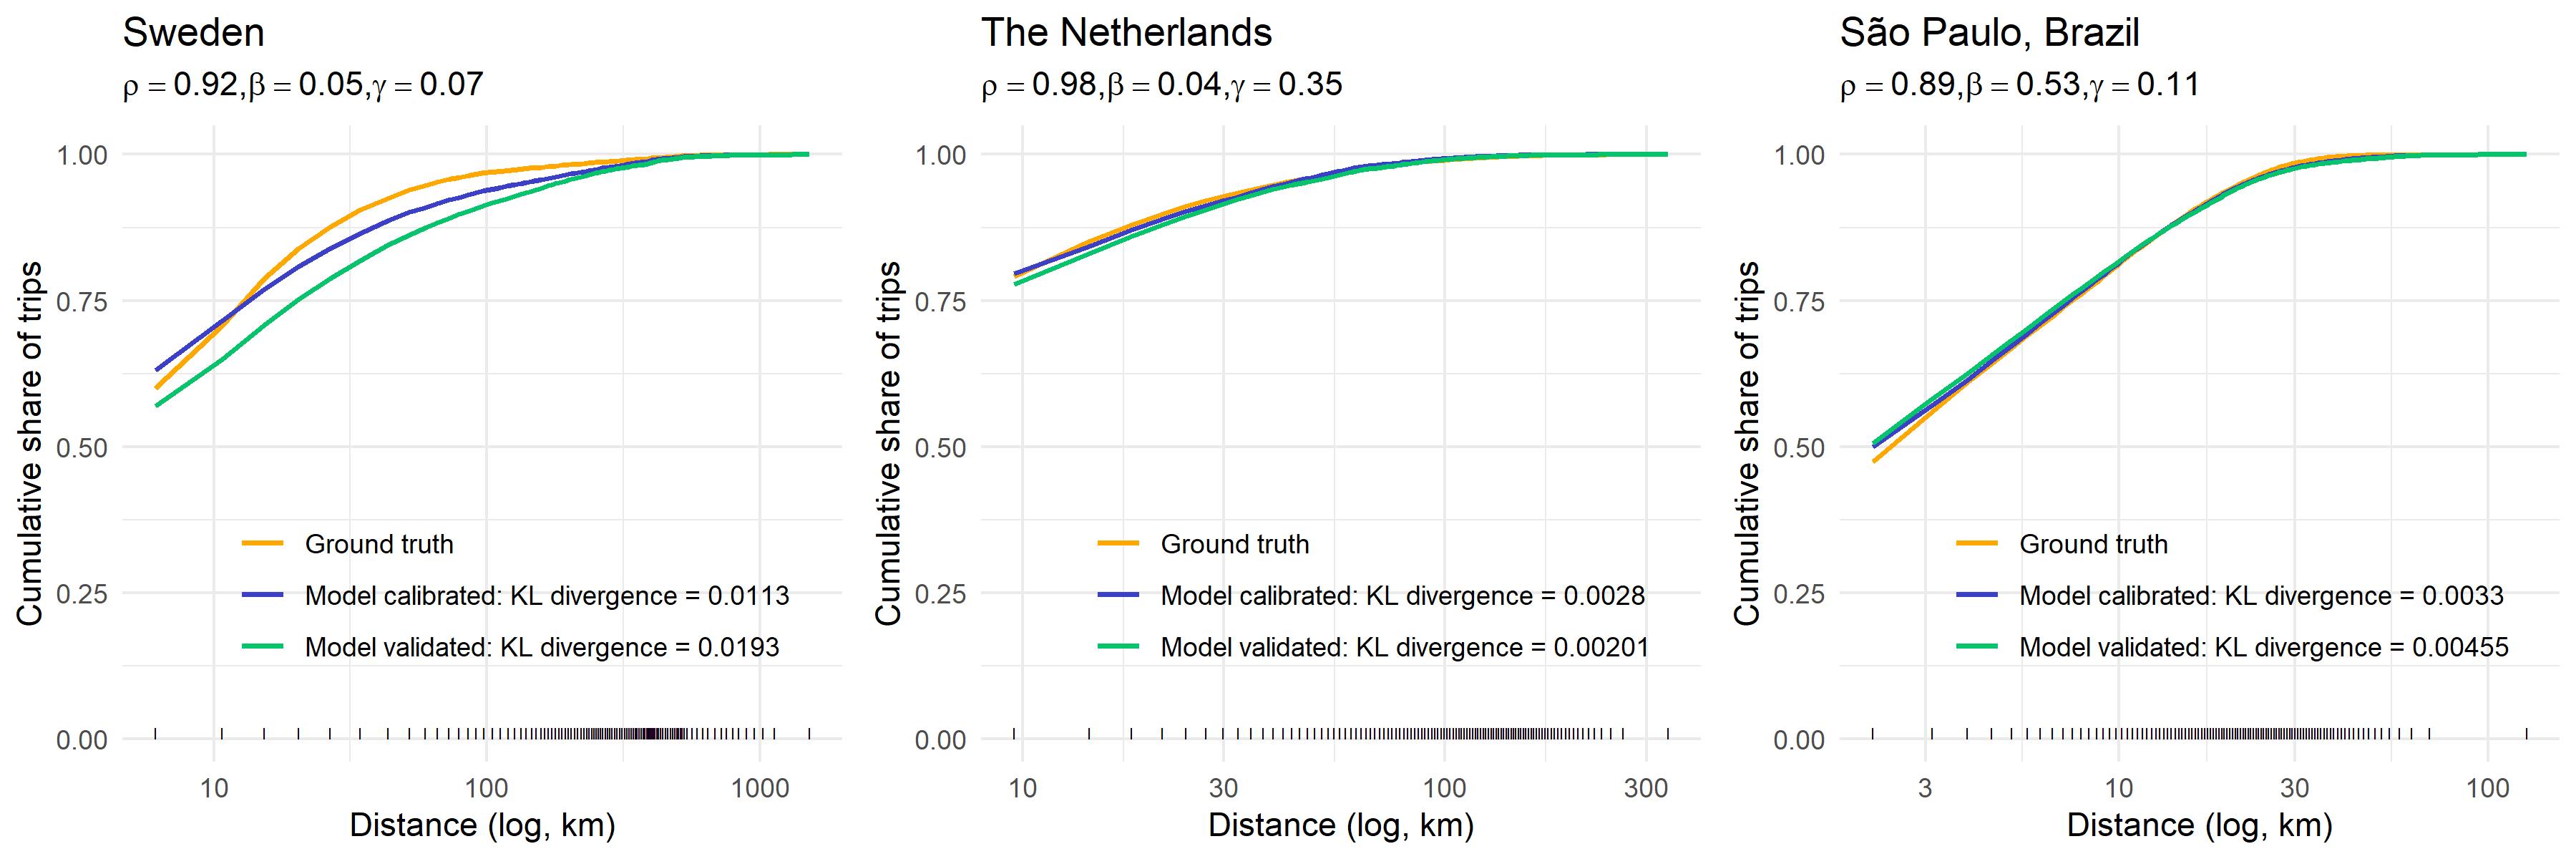 Sweden
ρ = 0.92,β = 0.05,γ = 0.07
Cumulative share of trips
1.00
0.75
0.50
0.25
0.00
Ground truth
Model calibrated: KL divergence = 0.0113
Model validated: KL divergence = 0.0193
10 100 1000
Distance (log, km)
The Netherlands
ρ = 0.98,β = 0.04,γ = 0.35
Cumulative share of trips
1.00
0.75
0.50
0.25
0.00
Ground truth
Model calibrated: KL divergence = 0.0028
Model validated: KL divergence = 0.00201
10 30 100 300
Distance (log, km)
São Paulo, Brazil
ρ = 0.89,β = 0.53,γ = 0.11
Cumulative share of trips
1.00
0.75
0.50
0.25
0.00
Ground truth
Model calibrated: KL divergence = 0.0033
Model validated: KL divergence = 0.00455
3 10 30 100
Distance (log, km)